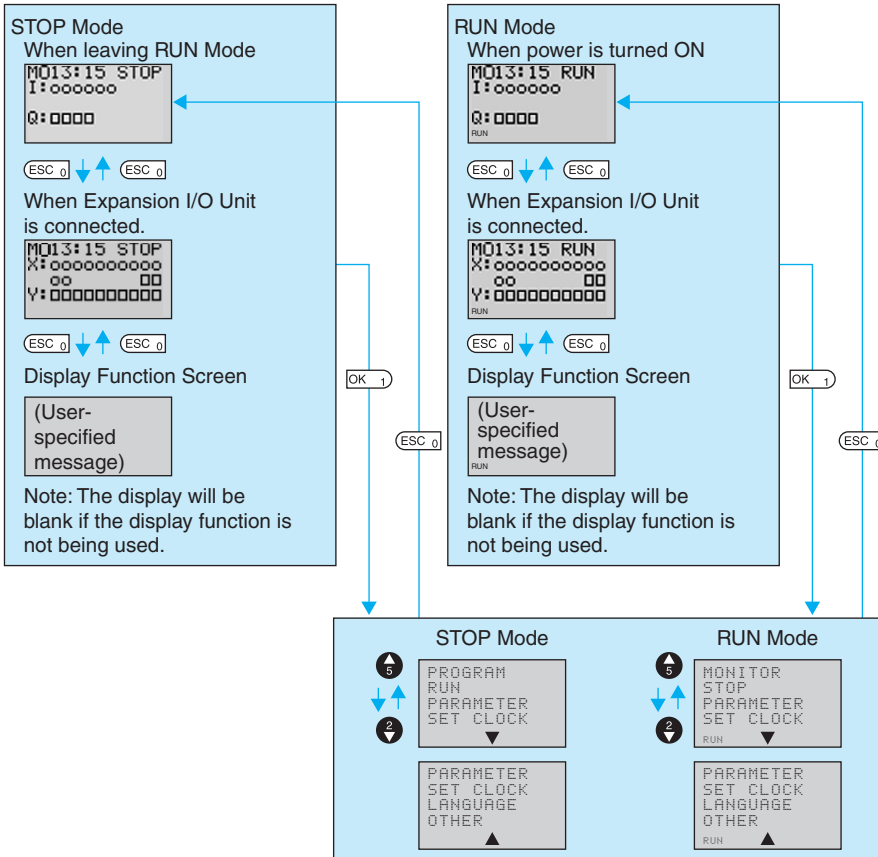 STOP Mode
When leaving RUN Mode
MO13:15 STOP
I:oooooo
Q:□□□□
ESC 0 ESC 0
When Expansion I/O Unit
is connected.
MO13:15 STOP
X:oooooooooo
oo □□
Y:□□□□□□□□□□
ESC 0 ESC 0
Display Function Screen
(User-
specified
message)
Note: The display will be
blank if the display function is
not being used.
OK 1
ESC 0
RUN Mode
When power is turned ON
MO13:15 RUN
I:oooooo
Q:□□□□
RUN
ESC 0 ESC 0
When Expansion I/O Unit
is connected.
MO13:15 RUN
X:oooooooooo
oo □□
Y:□□□□□□□□□□
RUN
ESC 0 ESC 0
Display Function Screen
(User-
specified
message)
RUN
Note: The display will be
blank if the display function is
not being used.
OK 1
ESC 0
STOP Mode
5
2
PROGRAM
RUN
PARAMETER
SET CLOCK
▼
PARAMETER
SET CLOCK
LANGUAGE
OTHER
▲
RUN Mode
5
2
MONITOR
STOP
PARAMETER
SET CLOCK
RUN ▼
PARAMETER
SET CLOCK
LANGUAGE
OTHER
RUN ▲